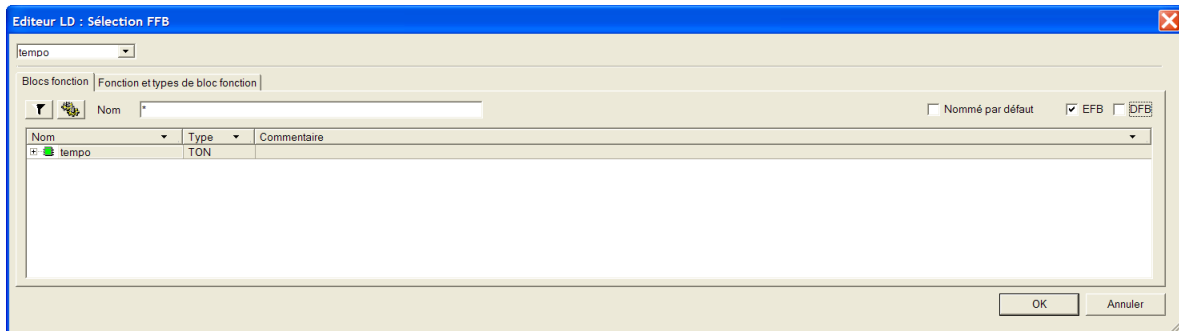 Editeur LD : Sélection FFB
tempo
Blocs fonction Fonction et types de bloc fonction
Nom * Nommé par défaut EFB DFB
Nom Type Commentaire
tempo TON
OK Annuler